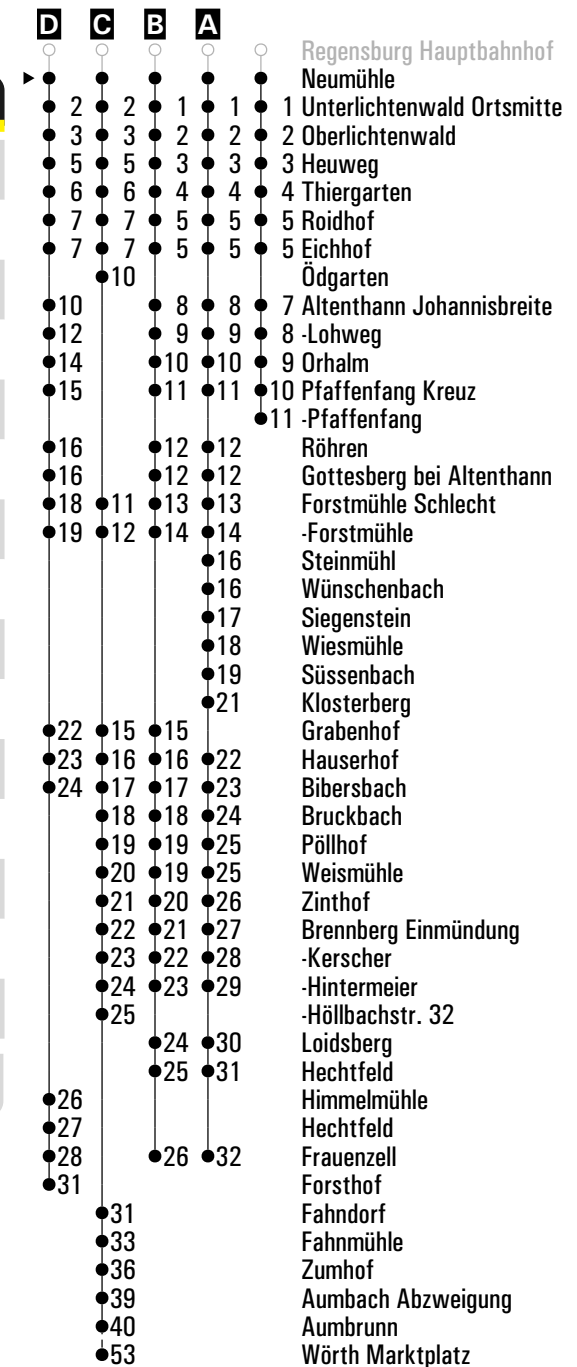 D C B A
Regensburg Hauptbahnhof
Neumühle
2 2 1 1 1 Unterlichtenwald Ortsmitte
3 3 2 2 2 Oberlichtenwald
5 5 3 3 3 Heuweg
6 6 4 4 4 Thiergarten
7 7 5 5 5 Roidhof
7 7 5 5 5 Eichhof
10 Ödgarten
10 8 8 7 Altenthann Johannisbreite
12 9 9 8 -Lohweg
14 10 10 9 Orhalm
15 11 11 10 Pfaffenfang Kreuz
11 -Pfaffenfang
16 12 12 Röhren
16 12 12 Gottesberg bei Altenthann
18 11 13 13 Forstmühle Schlecht
19 12 14 14 -Forstmühle
16 Steinmühl
16 Wünschenbach
17 Siegenstein
18 Wiesmühle
19 Süssenbach
21 Klosterberg
22 15 15 Grabenhof
23 16 16 22 Hauserhof
24 17 17 23 Bibersbach
18 18 24 Bruckbach
19 19 25 Pöllhof
20 19 25 Weismühle
21 20 26 Zinthof
22 21 27 Brennberg Einmündung
23 22 28 -Kerscher
24 23 29 -Hintermeier
25 -Höllbachstr. 32
24 30 Loidsberg
25 31 Hechtfeld
26 Himmelmühle
27 Hechtfeld
28 26 32 Frauenzell
31 Forsthof
31 Fahndorf
33 Fahnmühle
36 Zumhof
39 Aumbach Abzweigung
40 Aumbrunn
53 Wörth Marktplatz